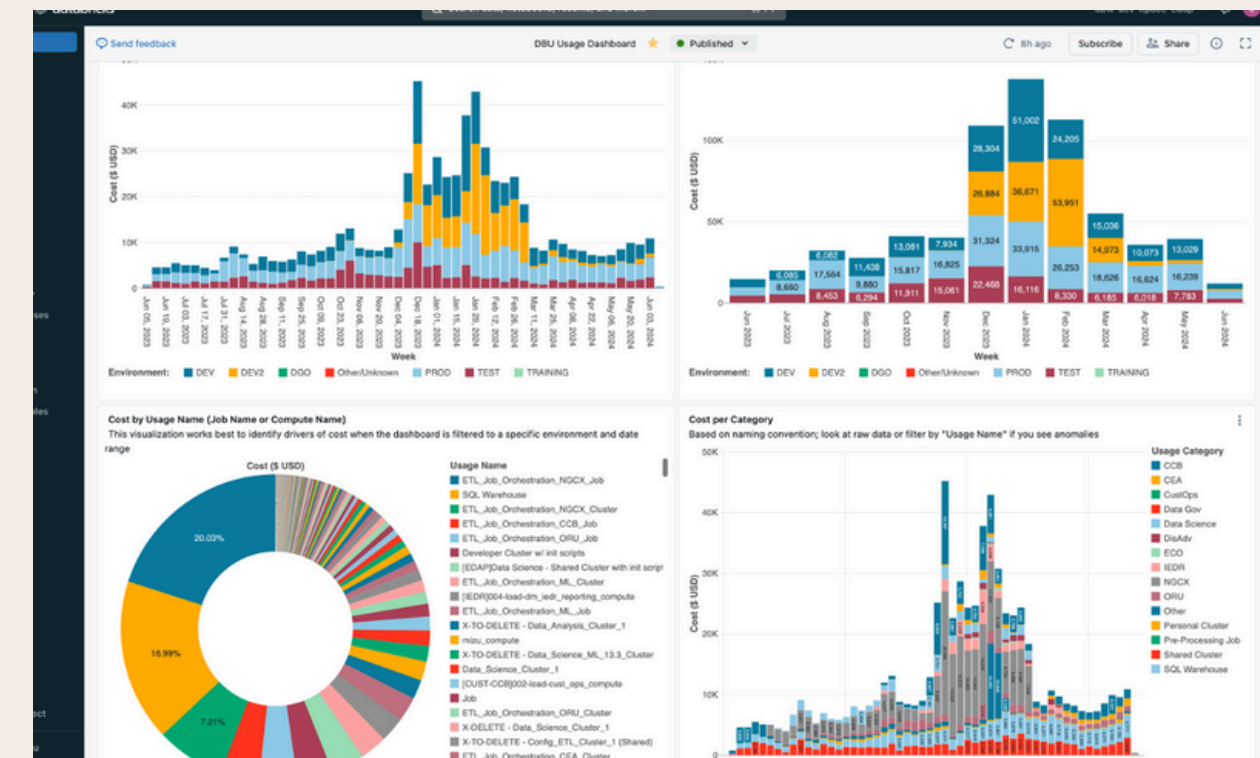 databricks
Send feedback
DBU Usage Dashboard
Published
8h ago
Subscribe
Share
40K
30K
20K
10K
0
Cost ($ USD)
Jun 05, 2023
Jun 19, 2023
Jul 03, 2023
Jul 17, 2023
Jul 31, 2023
Aug 14, 2023
Aug 28, 2023
Sep 11, 2023
Sep 25, 2023
Oct 09, 2023
Oct 23, 2023
Nov 06, 2023
Nov 20, 2023
Dec 04, 2023
Dec 18, 2023
Jan 01, 2024
Jan 15, 2024
Jan 29, 2024
Feb 12, 2024
Feb 26, 2024
Mar 11, 2024
Mar 25, 2024
Apr 08, 2024
Apr 22, 2024
May 06, 2024
May 20, 2024
Jun 03, 2024
Week
Environment: DEV DEV2 DGO Other/Unknown PROD TEST TRAINING
100K
50K
0
Cost ($ USD)
6,085
8,660
6,082
17,564
8,453
11,438
9,880
6,294
13,081
15,817
11,911
7,934
16,825
15,061
28,304
26,884
31,324
22,468
51,002
36,671
33,915
16,116
24,205
53,951
26,253
8,330
15,036
14,973
18,626
6,185
10,073
16,624
6,018
13,029
16,239
7,783
Jun 2023
Jul 2023
Aug 2023
Sep 2023
Oct 2023
Nov 2023
Dec 2023
Jan 2024
Feb 2024
Mar 2024
Apr 2024
May 2024
Jun 2024
Week
Environment: DEV DEV2 DGO Other/Unknown PROD TEST TRAINING
Cost by Usage Name (Job Name or Compute Name)
This visualization works best to identify drivers of cost when the dashboard is filtered to a specific environment and date
range
Cost ($ USD)
20.03%
16.99%
7.21%
Usage Name
ETL_Job_Orchestration_NGCX_Job
SQL Warehouse
ETL_Job_Orchestration_NGCX_Cluster
ETL_Job_Orchestration_CCB_Job
ETL_Job_Orchestration_ORU_Job
Developer Cluster w/ init scripts
[EDAP]Data Science - Shared Cluster with init script
ETL_Job_Orchestration_ML_Cluster
[IEDR]004-load-dm_iedr_reporting_compute
ETL_Job_Orchestration_ML_Job
X-TO-DELETE - Data_Analysis_Cluster_1
mizu_compute
X-TO-DELETE - Data_Science_ML_13.3_Cluster
Data_Science_Cluster_1
[CUST-CCB]002-load-cust_ops_compute
Job
ETL_Job_Orchestration_ORU_Cluster
X-DELETE - Data_Science_Cluster_1
X-TO-DELETE - Config_ETL_Cluster_1 (Shared)
ETL_Job_Orchestration_CEA_Cluster
Cost per Category
Based on naming convention; look at raw data or filter by "Usage Name" if you see anomalies
50K
40K
30K
20K
10K
0
Cost ($ USD)
Usage Category
CCB
CEA
CustOps
Data Gov
Data Science
DisAdv
ECO
IEDR
NGCX
ORU
Other
Personal Cluster
Pre-Processing Job
Shared Cluster
SQL Warehouse